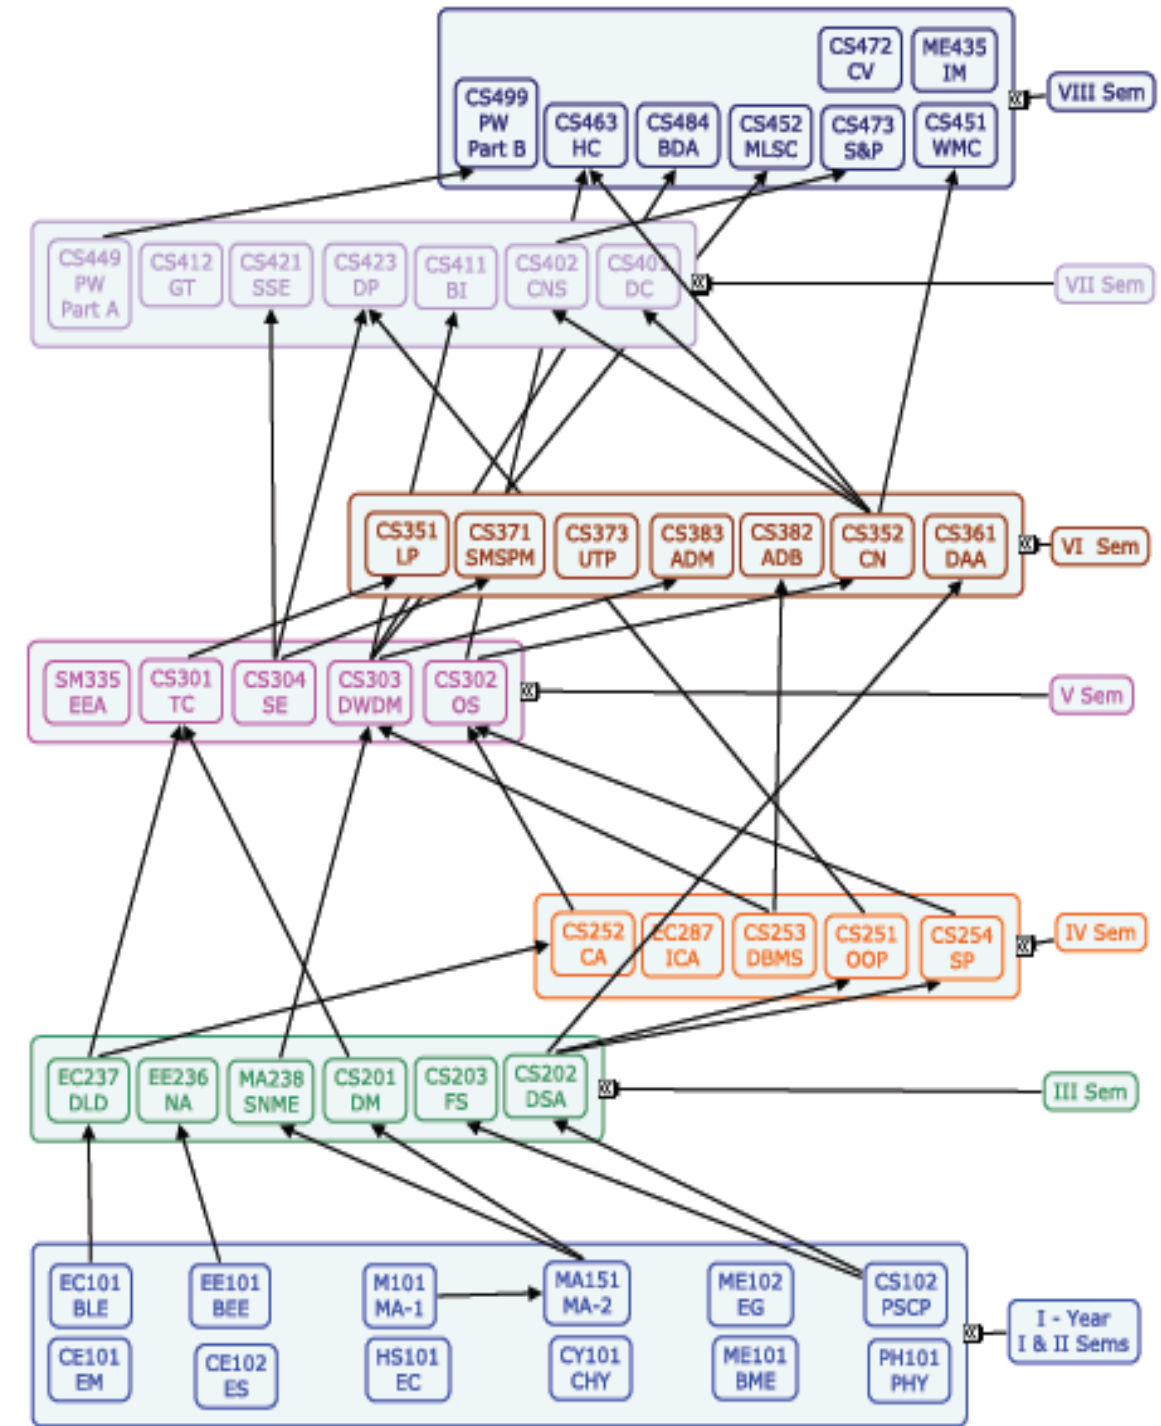 CS472
CV
ME435
IM
VIII Sem
CS499
PW
Part B
CS463
HC
CS484
BDA
CS452
MLSC
CS473
S&P
CS451
WMC
CS449
PW
Part A
CS412
GT
CS421
SSE
CS423
DP
CS411
BI
CS402
CNS
CS401
DC
VII Sem
CS351
LP
CS371
SMSPM
CS373
UTP
CS383
ADM
CS382
ADB
CS352
CN
CS361
DAA
VI Sem
SM335
EEA
CS301
TC
CS304
SE
CS303
DWDM
CS302
OS
V Sem
CS252
CA
EC287
ICA
CS253
DBMS
CS251
OOP
CS254
SP
IV Sem
EC237
DLD
EE236
NA
MA238
SNME
CS201
DM
CS203
FS
CS202
DSA
III Sem
EC101
BLE
EE101
BEE
M101
MA-1
MA151
MA-2
ME102
EG
CS102
PSCP
I - Year
I & II Sems
CE101
EM
CE102
ES
HS101
EC
CY101
CHY
ME101
BME
PH101
PHY